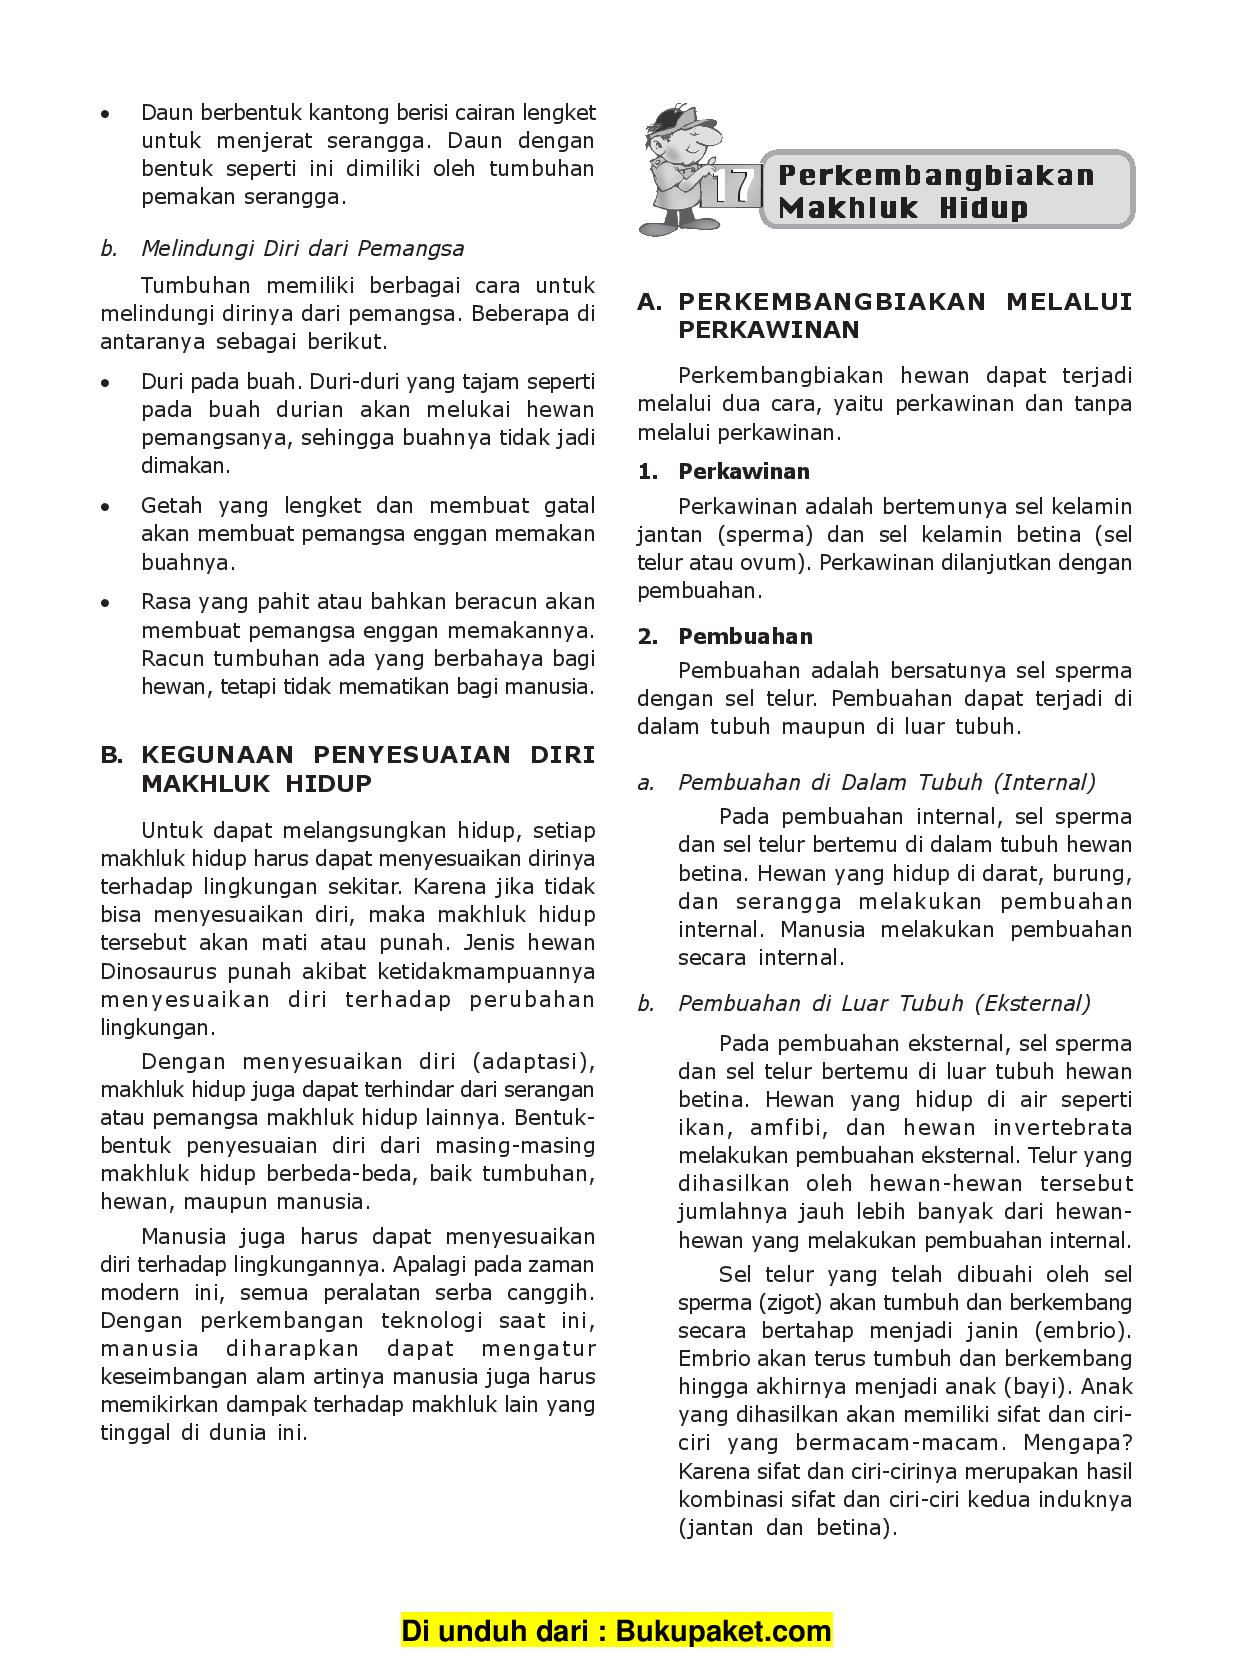 • Daun berbentuk kantong berisi cairan lengket
untuk menjerat serangga. Daun dengan
bentuk seperti ini dimiliki oleh tumbuhan
pemakan serangga.
b. Melindungi Diri dari Pemangsa
Tumbuhan memiliki berbagai cara untuk
melindungi dirinya dari pemangsa. Beberapa di
antaranya sebagai berikut.
• Duri pada buah. Duri-duri yang tajam seperti
pada buah durian akan melukai hewan
pemangsanya, sehingga buahnya tidak jadi
dimakan.
• Getah yang lengket dan membuat gatal
akan membuat pemangsa enggan memakan
buahnya.
• Rasa yang pahit atau bahkan beracun akan
membuat pemangsa enggan memakannya.
Racun tumbuhan ada yang berbahaya bagi
hewan, tetapi tidak mematikan bagi manusia.
B. KEGUNAAN PENYESUAIAN DIRI
MAKHLUK HIDUP
Untuk dapat melangsungkan hidup, setiap
makhluk hidup harus dapat menyesuaikan dirinya
terhadap lingkungan sekitar. Karena jika tidak
bisa menyesuaikan diri, maka makhluk hidup
tersebut akan mati atau punah. Jenis hewan
Dinosaurus punah akibat ketidakmampuannya
menyesuaikan diri terhadap perubahan
lingkungan.
Dengan menyesuaikan diri (adaptasi),
makhluk hidup juga dapat terhindar dari serangan
atau pemangsa makhluk hidup lainnya. Bentuk-
bentuk penyesuaian diri dari masing-masing
makhluk hidup berbeda-beda, baik tumbuhan,
hewan, maupun manusia.
Manusia juga harus dapat menyesuaikan
diri terhadap lingkungannya. Apalagi pada zaman
modern ini, semua peralatan serba canggih.
Dengan perkembangan teknologi saat ini,
manusia diharapkan dapat mengatur
keseimbangan alam artinya manusia juga harus
memikirkan dampak terhadap makhluk lain yang
tinggal di dunia ini.
17 Perkembangbiakan
Makhluk Hidup
A. PERKEMBANGBIAKAN MELALUI
PERKAWINAN
Perkembangbiakan hewan dapat terjadi
melalui dua cara, yaitu perkawinan dan tanpa
melalui perkawinan.
1. Perkawinan
Perkawinan adalah bertemunya sel kelamin
jantan (sperma) dan sel kelamin betina (sel
telur atau ovum). Perkawinan dilanjutkan dengan
pembuahan.
2. Pembuahan
Pembuahan adalah bersatunya sel sperma
dengan sel telur. Pembuahan dapat terjadi di
dalam tubuh maupun di luar tubuh.
a. Pembuahan di Dalam Tubuh (Internal)
Pada pembuahan internal, sel sperma
dan sel telur bertemu di dalam tubuh hewan
betina. Hewan yang hidup di darat, burung,
dan serangga melakukan pembuahan
internal. Manusia melakukan pembuahan
secara internal.
b. Pembuahan di Luar Tubuh (Eksternal)
Pada pembuahan eksternal, sel sperma
dan sel telur bertemu di luar tubuh hewan
betina. Hewan yang hidup di air seperti
ikan, amfibi, dan hewan invertebrata
melakukan pembuahan eksternal. Telur yang
dihasilkan oleh hewan-hewan tersebut
jumlahnya jauh lebih banyak dari hewan-
hewan yang melakukan pembuahan internal.
Sel telur yang telah dibuahi oleh sel
sperma (zigot) akan tumbuh dan berkembang
secara bertahap menjadi janin (embrio).
Embrio akan terus tumbuh dan berkembang
hingga akhirnya menjadi anak (bayi). Anak
yang dihasilkan akan memiliki sifat dan ciri-
ciri yang bermacam-macam. Mengapa?
Karena sifat dan ciri-cirinya merupakan hasil
kombinasi sifat dan ciri-ciri kedua induknya
(jantan dan betina).
Di unduh dari : Bukupaket.com